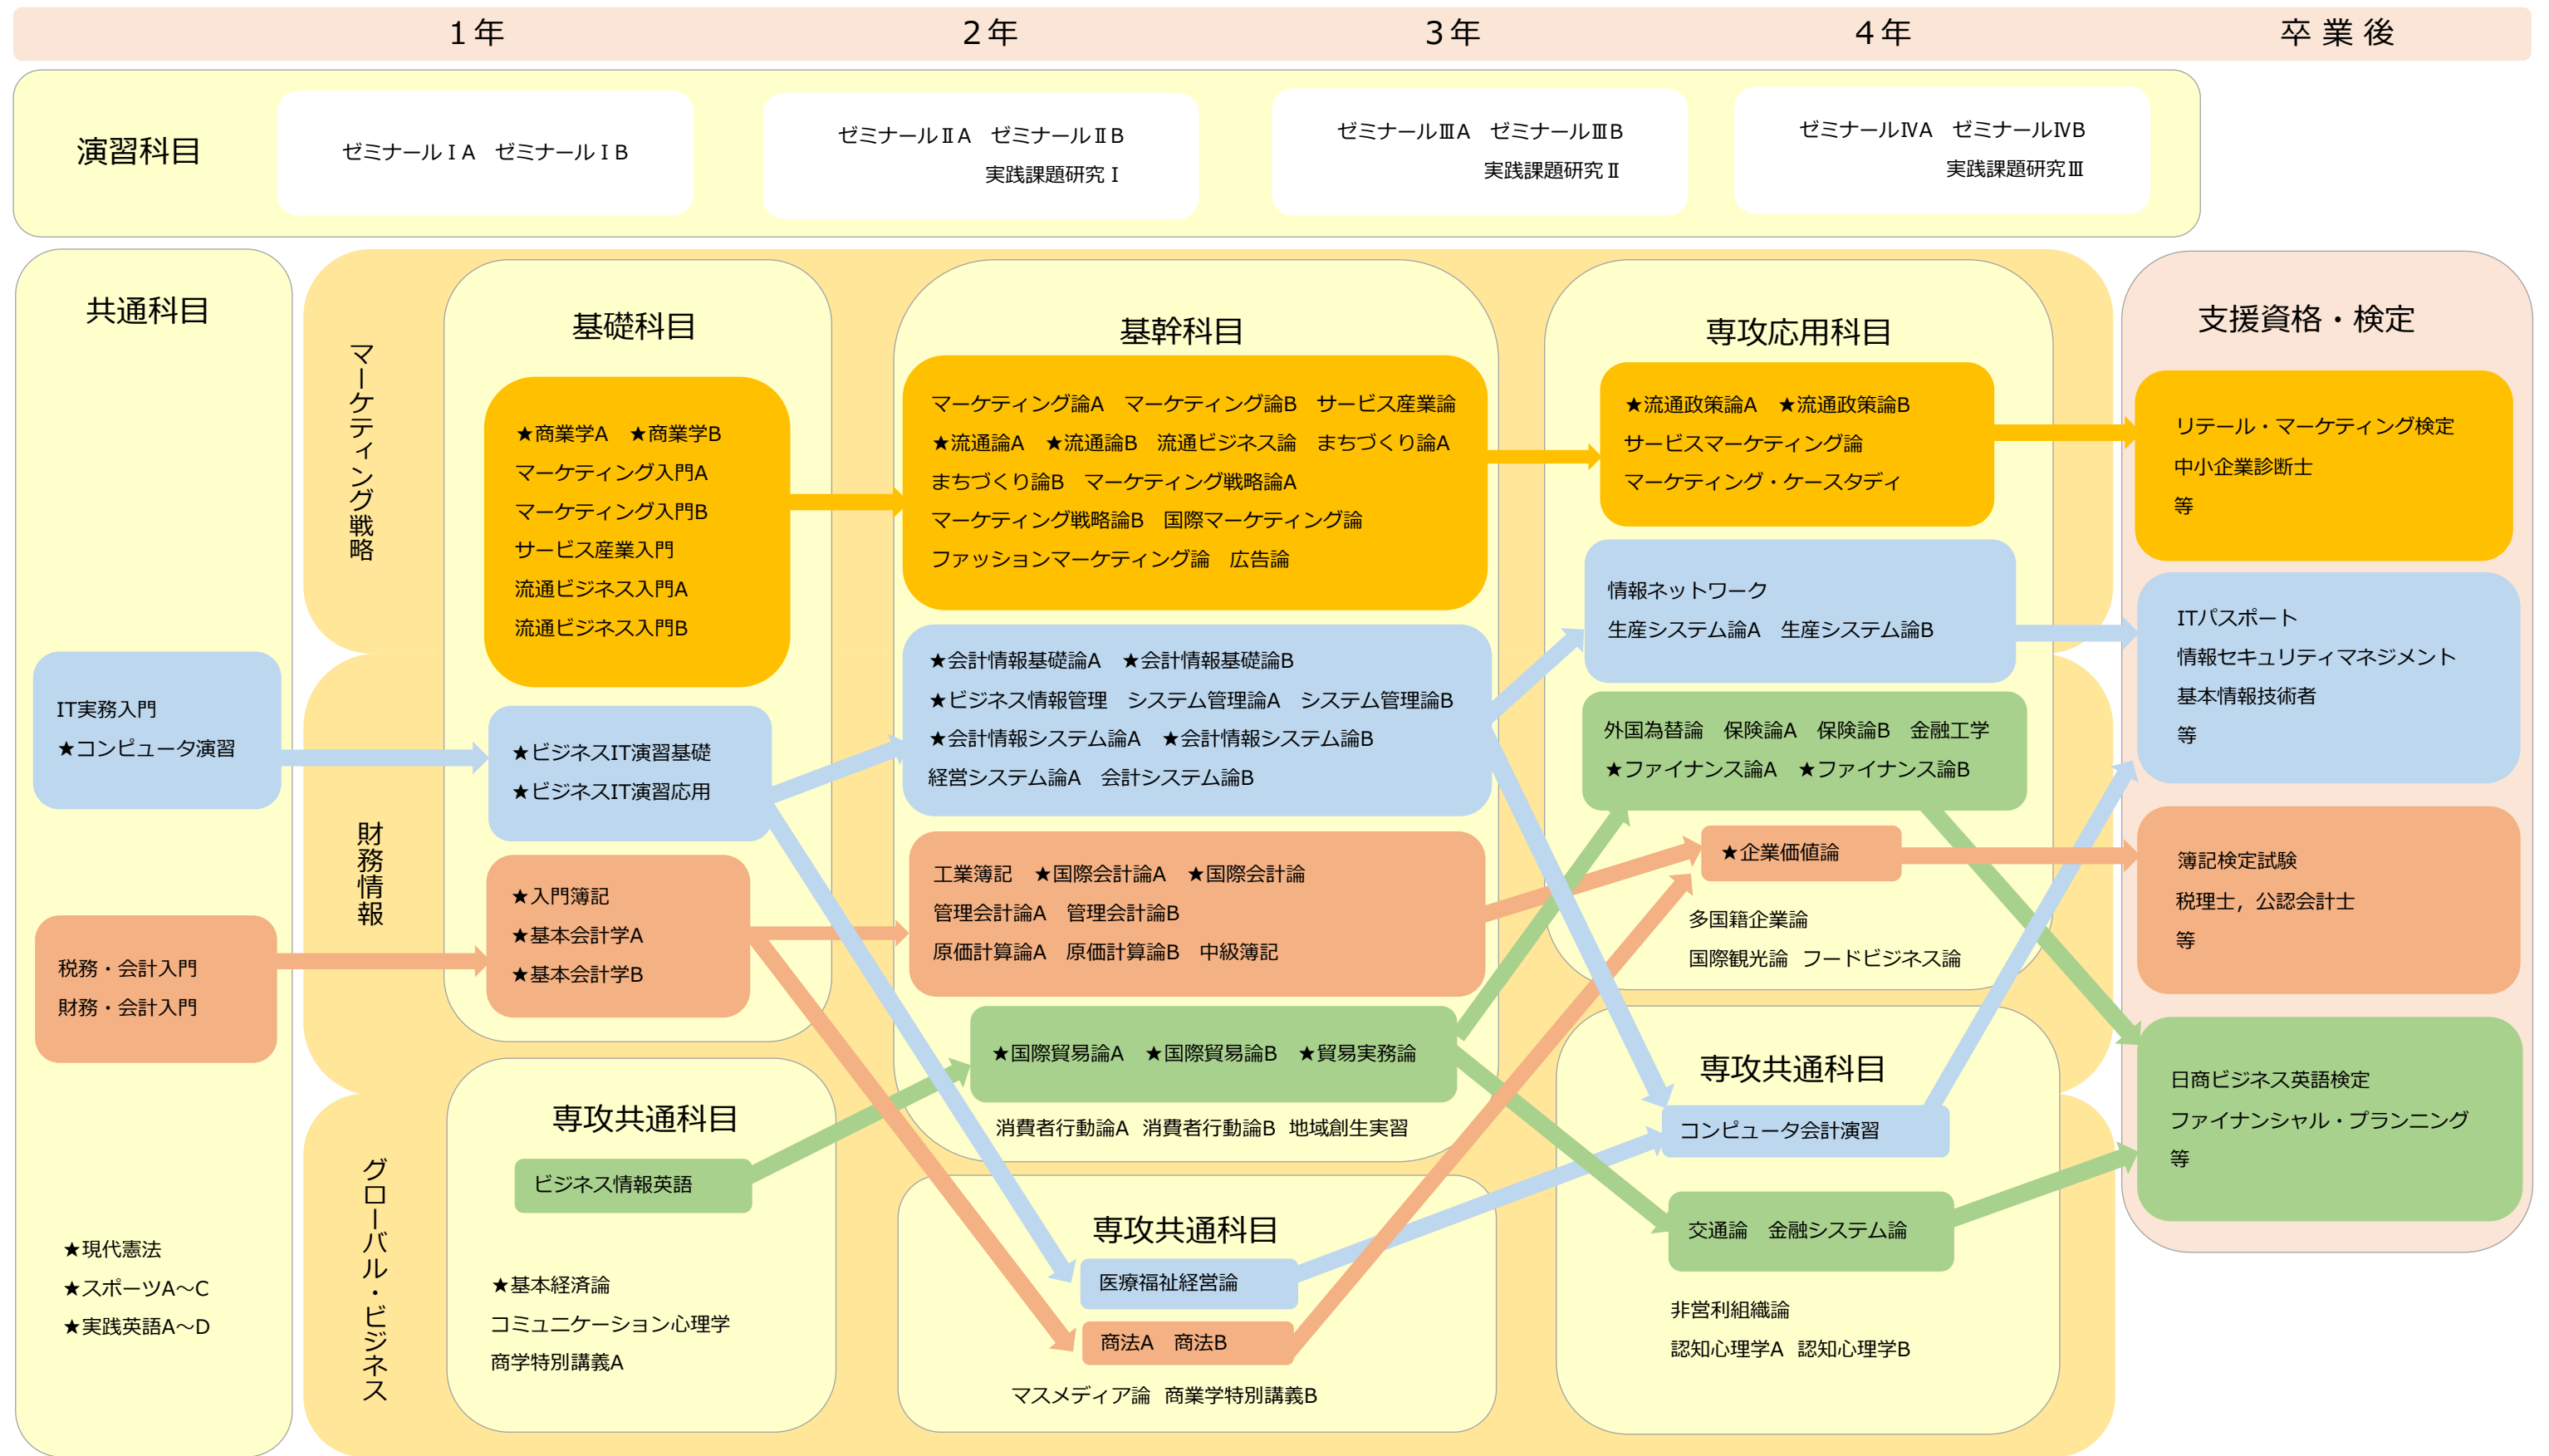 １年　２年　３年　４年　卒 業 後
演習科目
ゼミナールⅠA　ゼミナールⅠB
ゼミナールⅡA　ゼミナールⅡB
実践課題研究Ⅰ
ゼミナールⅢA　ゼミナールⅢB
実践課題研究Ⅱ
ゼミナールⅣA　ゼミナールⅣB
実践課題研究Ⅲ
共通科目
IT実務入門
★コンピュータ演習
税務・会計入門
財務・会計入門
★現代憲法
★スポーツA～C
★実践英語A～D
マーケティング戦略
財務情報
グローバル・ビジネス
基礎科目
★商業学A　★商業学B
マーケティング入門A
マーケティング入門B
サービス産業入門
流通ビジネス入門A
流通ビジネス入門B
★ビジネスIT演習基礎
★ビジネスIT演習応用
★入門簿記
★基本会計学A
★基本会計学B
専攻共通科目
ビジネス情報英語
★基本経済論
コミュニケーション心理学
商学特別講義A
基幹科目
マーケティング論A　マーケティング論B　サービス産業論
★流通論A　★流通論B　流通ビジネス論　まちづくり論A
まちづくり論B　マーケティング戦略論A
マーケティング戦略論B　国際マーケティング論
ファッションマーケティング論　広告論
★会計情報基礎論A　★会計情報基礎論B
★ビジネス情報管理　システム管理論A　システム管理論B
★会計情報システム論A　★会計情報システム論B
経営システム論A　会計システム論B
工業簿記　★国際会計論A　★国際会計論
管理会計論A　管理会計論B
原価計算論A　原価計算論B　中級簿記
★国際貿易論A　★国際貿易論B　★貿易実務論
消費者行動論A 消費者行動論B 地域創生実習
専攻共通科目
医療福祉経営論
商法A　商法B
マスメディア論 商業学特別講義B
専攻応用科目
★流通政策論A　★流通政策論B
サービスマーケティング論
マーケティング・ケースタディ
情報ネットワーク
生産システム論A　生産システム論B
外国為替論　保険論A　保険論B　金融工学
★ファイナンス論A　★ファイナンス論B
★企業価値論
多国籍企業論
国際観光論 フードビジネス論
専攻共通科目
コンピュータ会計演習
交通論　金融システム論
非営利組織論
認知心理学A 認知心理学B
支援資格・検定
リテール・マーケティング検定
中小企業診断士
等
ITパスポート
情報セキュリティマネジメント
基本情報技術者
等
簿記検定試験
税理士，公認会計士
等
日商ビジネス英語検定
ファイナンシャル・プランニング
等